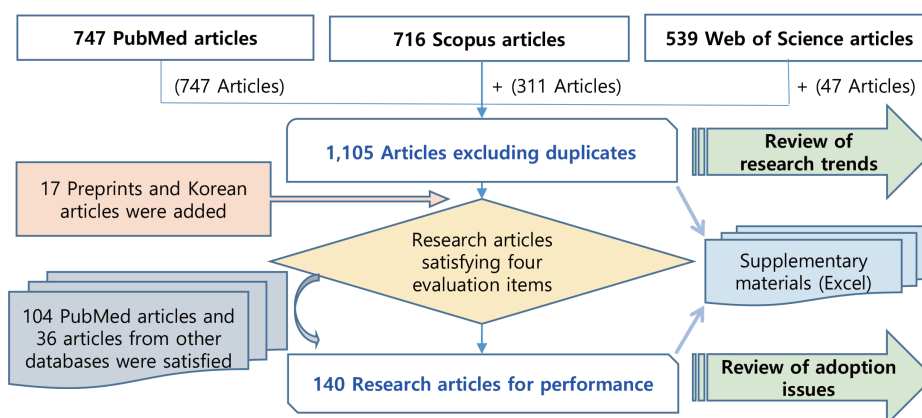 747 PubMed articles
716 Scopus articles
539 Web of Science articles
(747 Articles)
+ (311 Articles)
+ (47 Articles)
1,105 Articles excluding duplicates
Review of
research trends
17 Preprints and Korean
articles were added
Research articles
satisfying four
evaluation items
Supplementary
materials (Excel)
104 PubMed articles and
36 articles from other
databases were satisfied
140 Research articles for performance
Review of adoption
issues